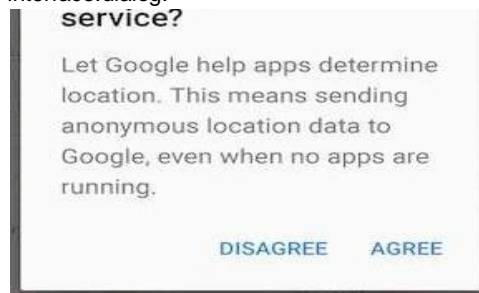 service?
Let Google help apps determine
location. This means sending
anonymous location data to
Google, even when no apps are
running.
DISAGREE AGREE